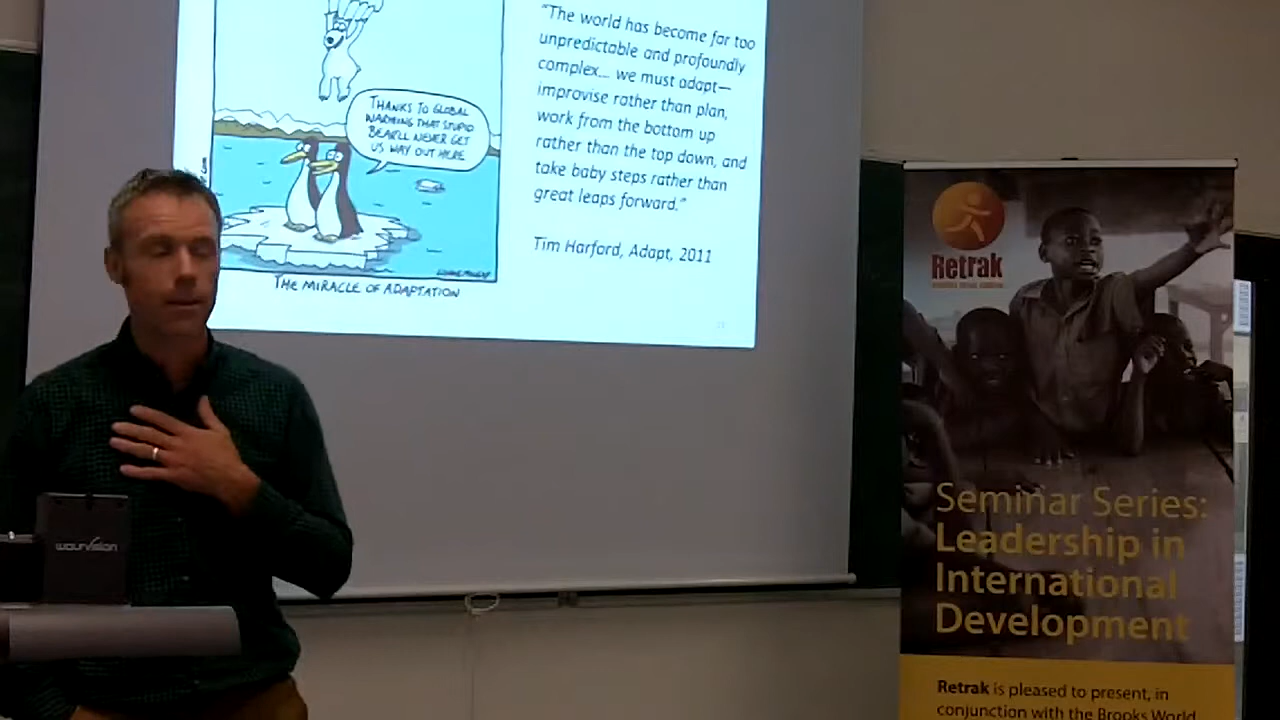 "The world has become far too
unpredictable and profoundly
complex... we must adapt—
improvise rather than plan,
work from the bottom up
rather than the top down, and
take baby steps rather than
great leaps forward."
Tim Harford, Adapt, 2011
THANKS TO GLOBAL
WARMING THAT STUPID
BEAR'LL NEVER GET
US WAY OUT HERE
THE MIRACLE OF ADAPTATION
wolfvision
Retrak
Seminar Series:
Leadership in
International
Development
Retrak is pleased to present, in
conjunction with the Brooks World